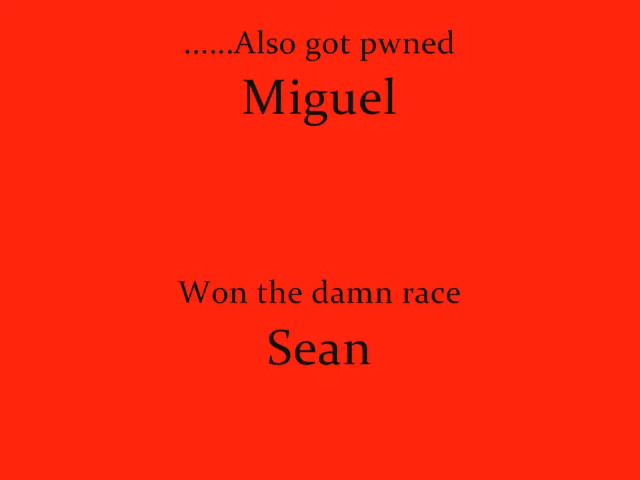 ......Also got pwned
Miguel
Won the damn race
Sean